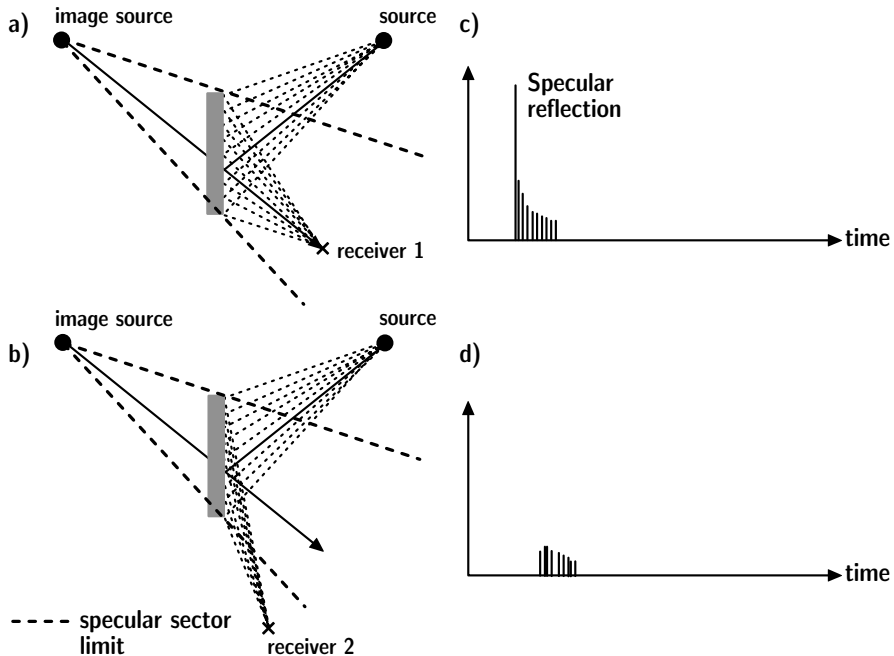 image source
source
a)
c)
Specular
reflection
receiver 1
time
image source
source
b)
d)
time
specular sector
limit
receiver 2